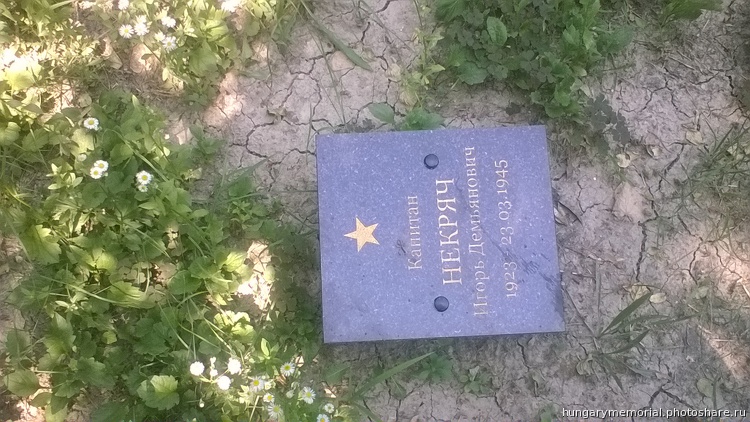 Капитан
НЕКРЯЧ
Игорь Демьянович
1923 - 23.03.1945
hungarymemorial.photoshare.ru